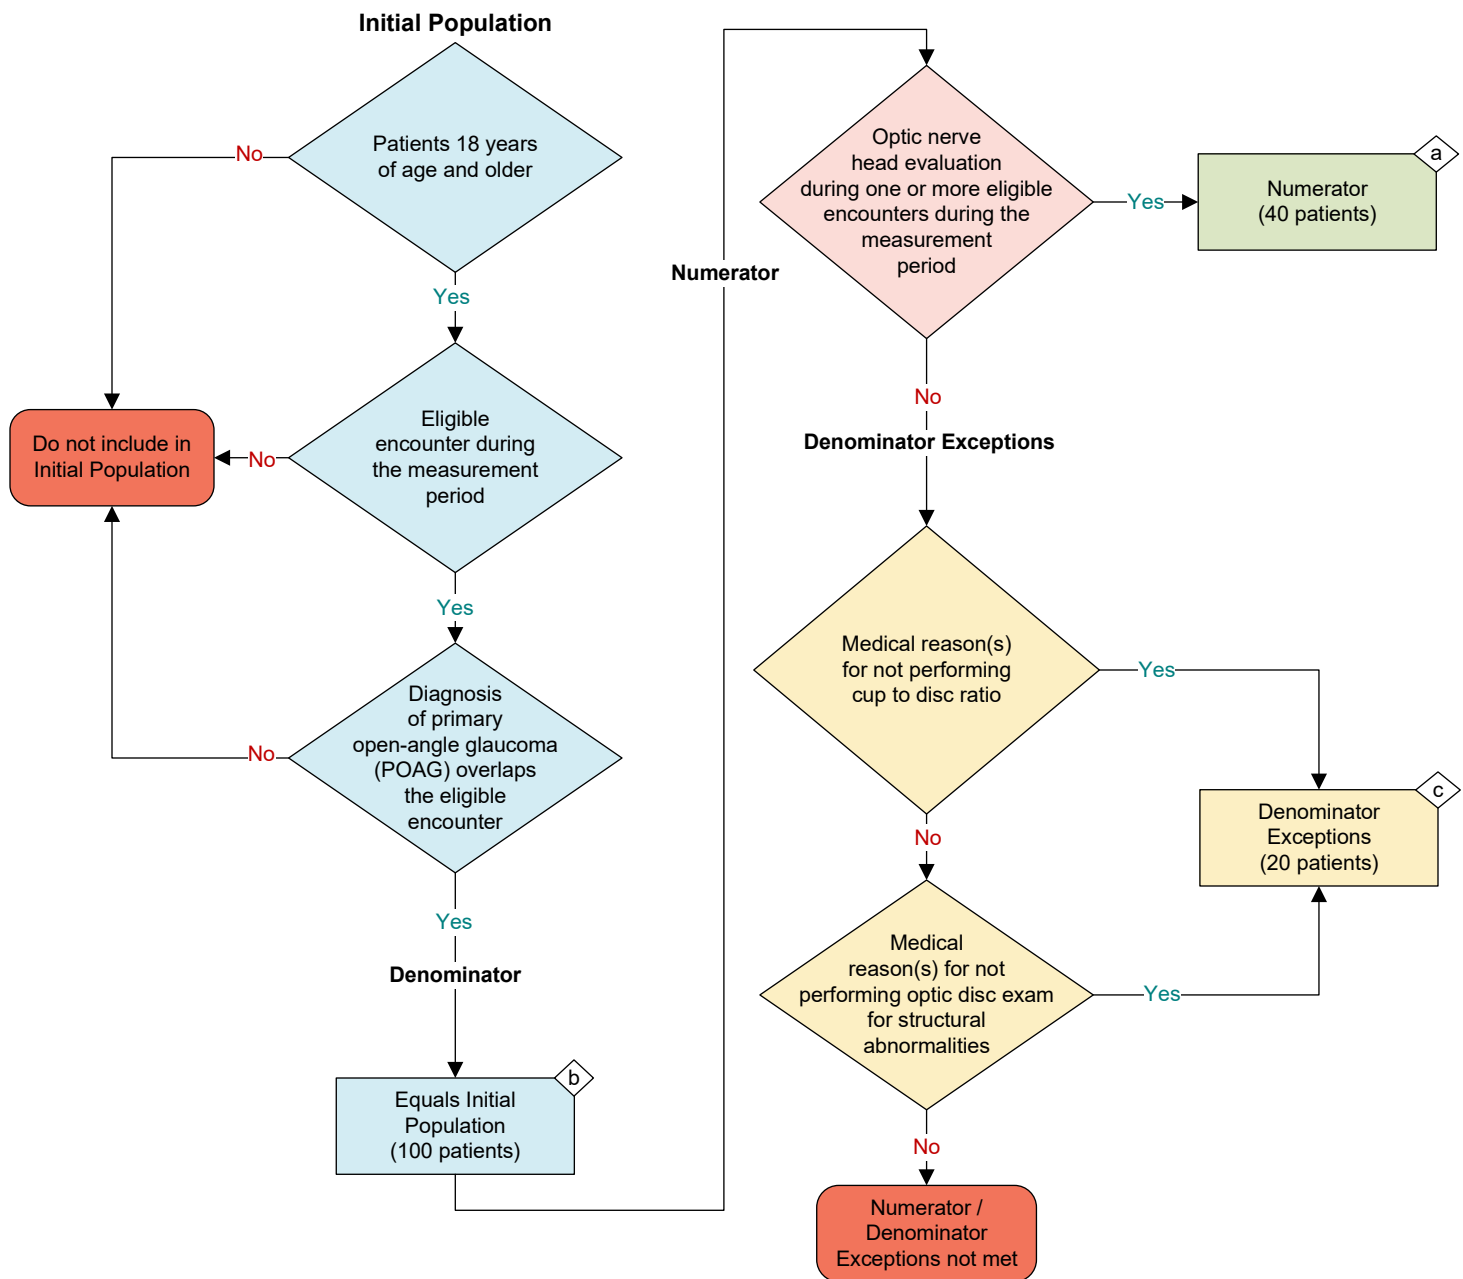 Initial Population
Patients 18 years
of age and older
No
Yes
Eligible
encounter during
the measurement
period
No
Do not include in
Initial Population
Yes
Diagnosis
of primary
open-angle glaucoma
(POAG) overlaps
the eligible
encounter
No
Yes
Denominator
b
Equals Initial
Population
(100 patients)
Numerator
Optic nerve
head evaluation
during one or more eligible
encounters during the
measurement
period
Yes
a
Numerator
(40 patients)
No
Denominator Exceptions
Medical reason(s)
for not performing
cup to disc ratio
Yes
c
Denominator
Exceptions
(20 patients)
No
Medical
reason(s) for not
performing optic disc exam
for structural
abnormalities
Yes
No
Numerator /
Denominator
Exceptions not met